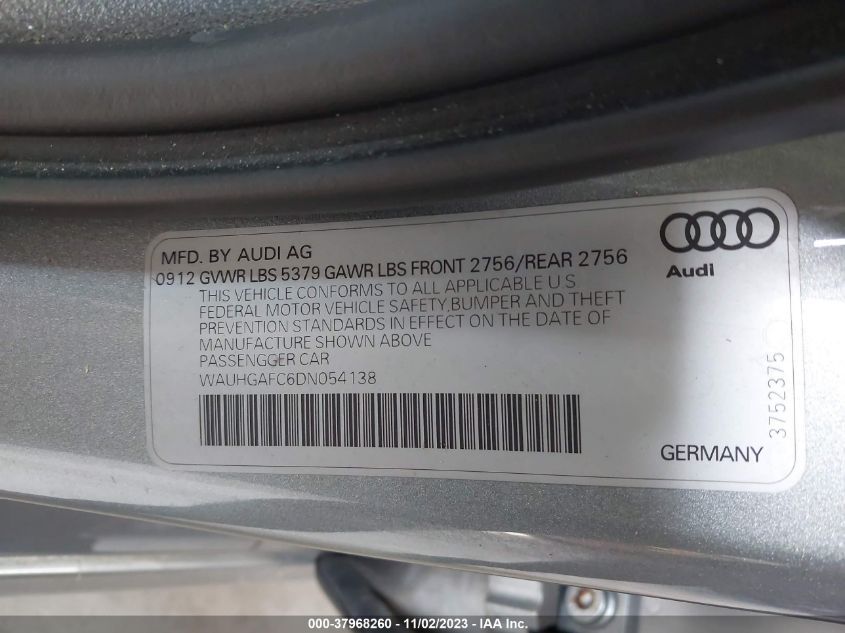 MFD. BY AUDI AG
0912 GVWR LBS 5379 GAWR LBS FRONT 2756/REAR 2756
THIS VEHICLE CONFORMS TO ALL APPLICABLE U.S
FEDERAL MOTOR VEHICLE SAFETY,BUMPER AND THEFT
PREVENTION STANDARDS IN EFFECT ON THE DATE OF
MANUFACTURE SHOWN ABOVE
PASSENGGER CAR
WAUHGAFC6DN054138
Audi
3752375
GERMANY
000-37968260 - 11/02/2023 - IAA Inc.